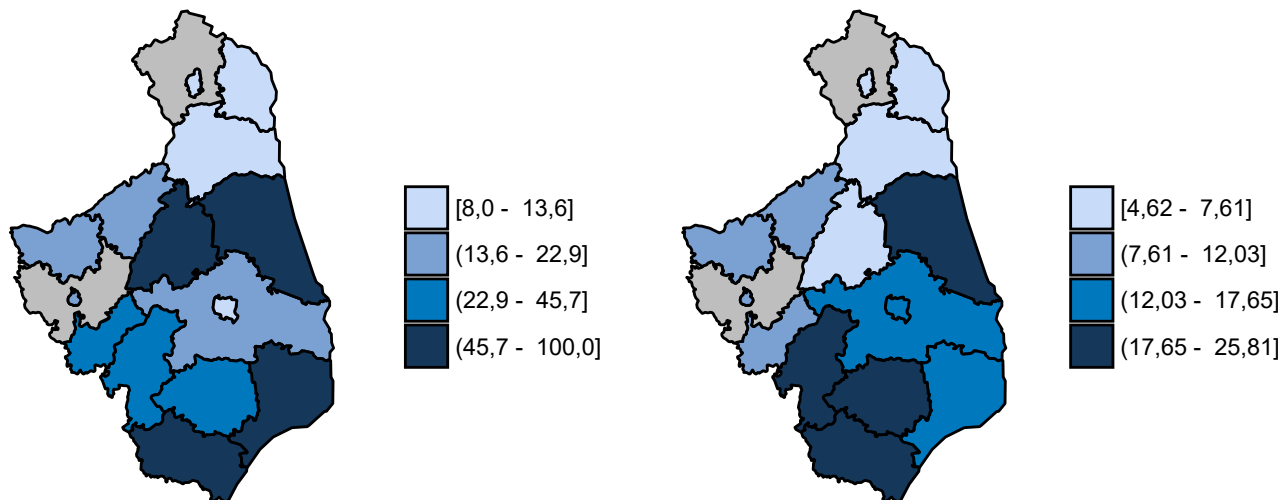 [8,0 - 13,6]
(13,6 - 22,9]
(22,9 - 45,7]
(45,7 - 100,0]
[4,62 - 7,61]
(7,61 - 12,03]
(12,03 - 17,65]
(17,65 - 25,81]